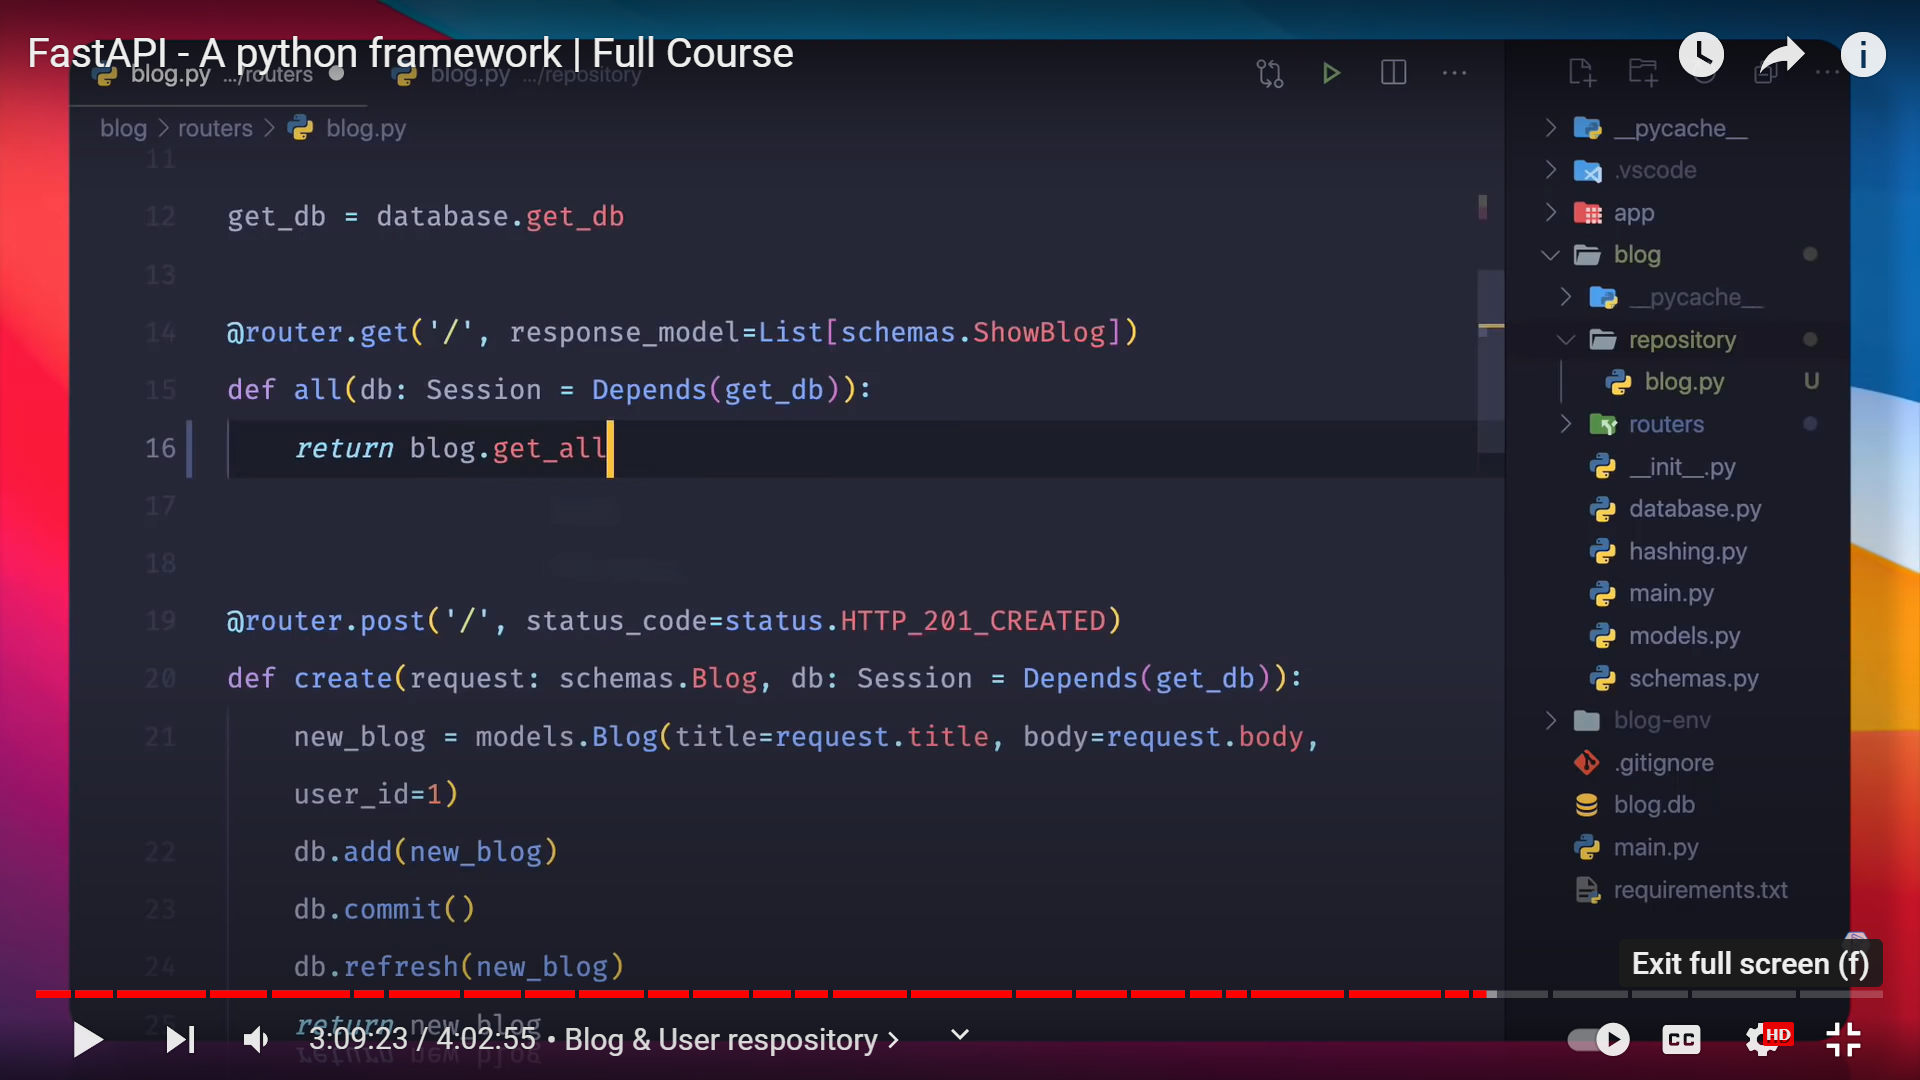 FastAPI - A python framework | Full Course
blog.py .../routers
blog.py .../repository
blog > routers > blog.py
11
12 get_db = database.get_db
13
14 @router.get('/', response_model=List[schemas.ShowBlog])
15 def all(db: Session = Depends(get_db)):
16 return blog.get_all
17
18
19 @router.post('/', status_code=status.HTTP_201_CREATED)
20 def create(request: schemas.Blog, db: Session = Depends(get_db)):
21 new_blog = models.Blog(title=request.title, body=request.body,
user_id=1)
22 db.add(new_blog)
23 db.commit()
24 db.refresh(new_blog)
25 return new_blog
__pycache__
.vscode
app
blog
__pycache__
repository
blog.py U
routers
__init__.py
database.py
hashing.py
main.py
models.py
schemas.py
blog-env
.gitignore
blog.db
main.py
requirements.txt
Exit full screen (f)
3:09:23 / 4:02:55 • Blog & User respository >
CC
HD